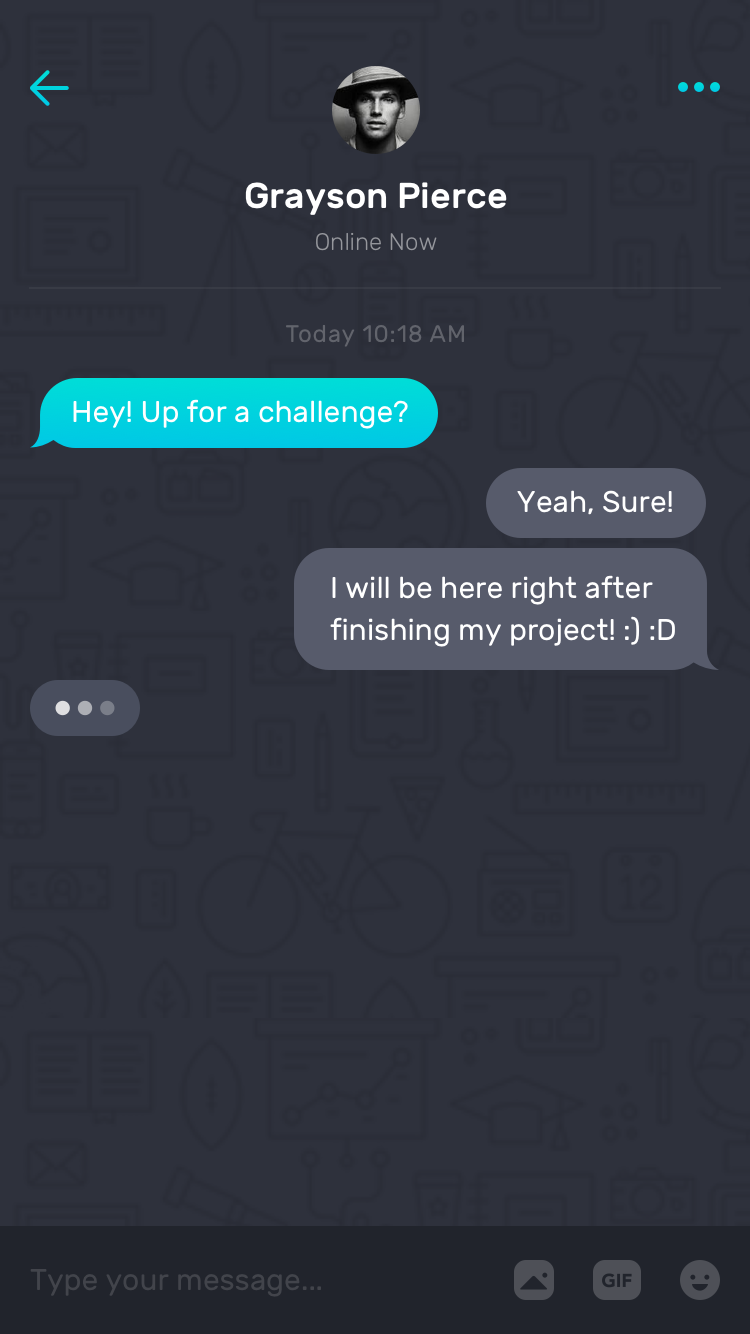 Grayson Pierce
Online Now
Today 10:18 AM
Hey! Up for a challenge?
Yeah, Sure!
I will be here right after
finishing my project! :) :D
12
Type your message...
GIF